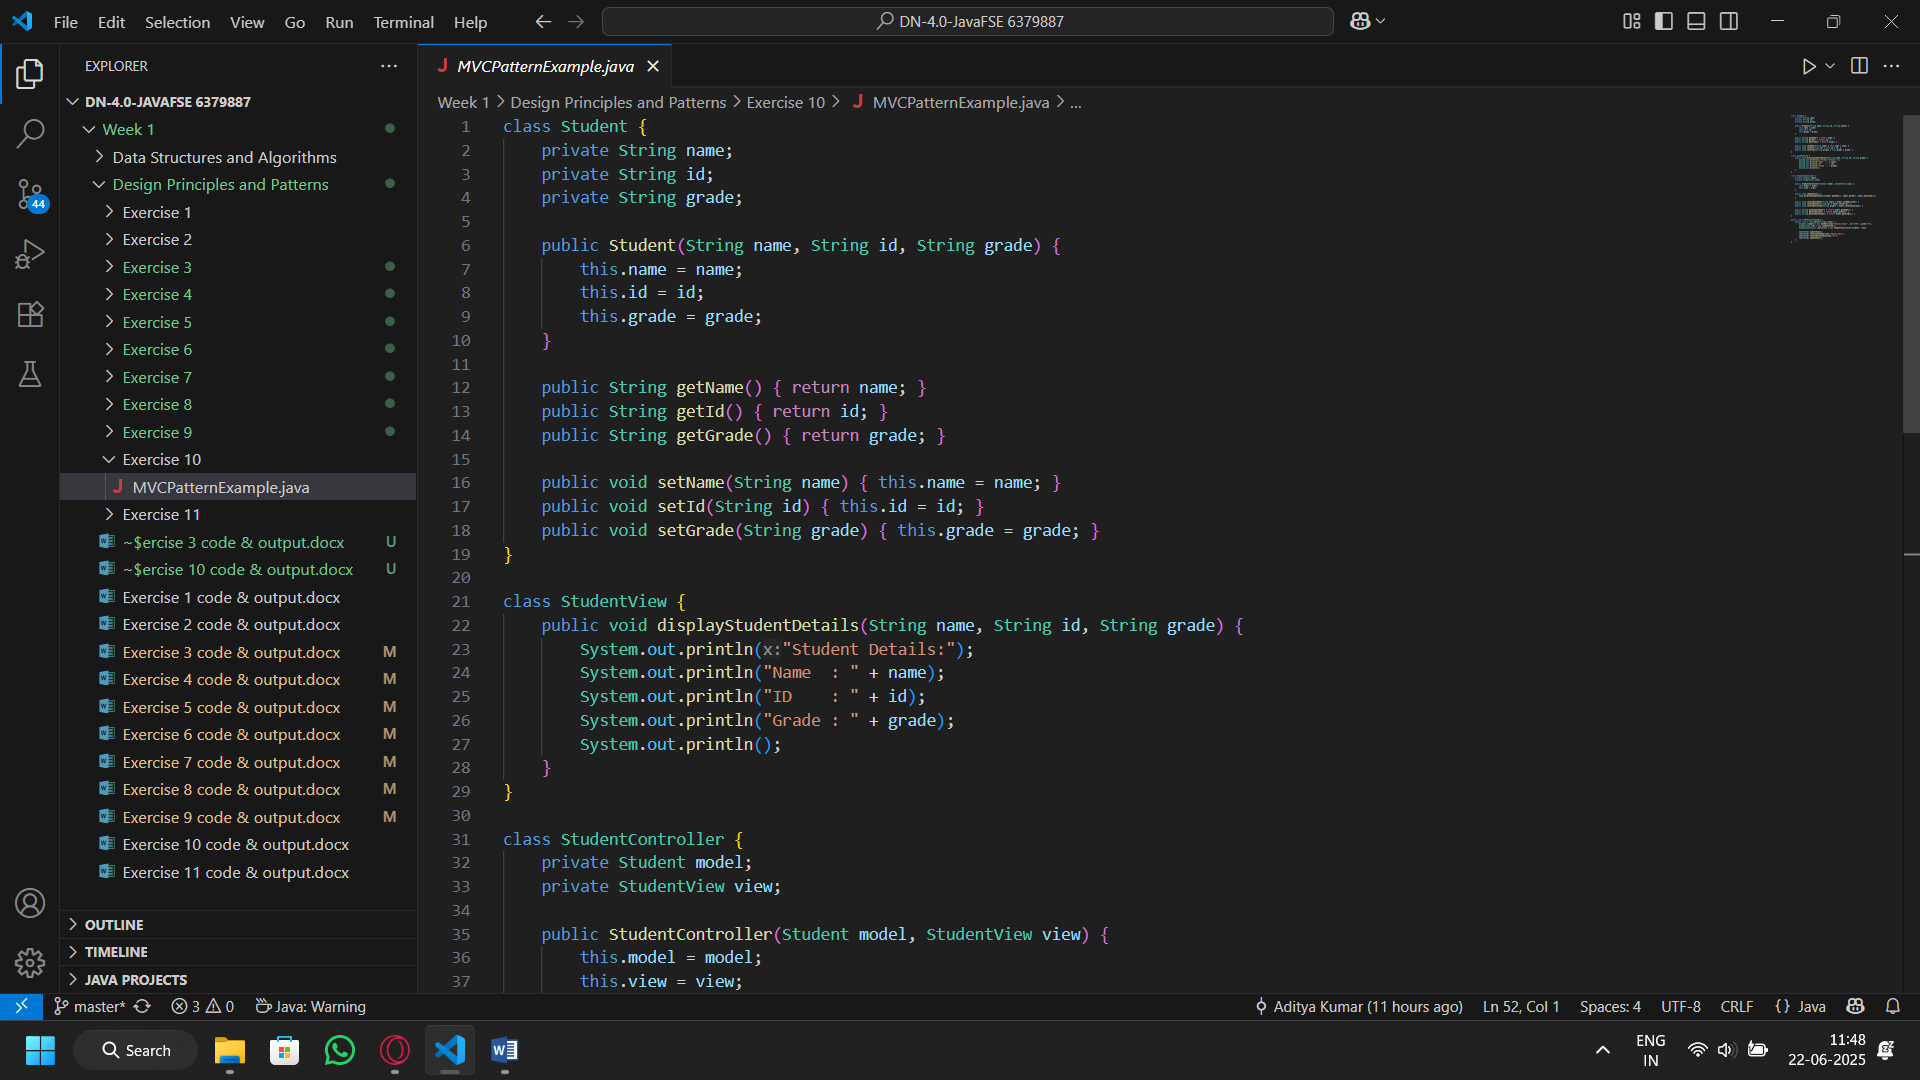 File Edit Selection View Go Run Terminal Help
DN-4.0-JavaFSE 6379887
EXPLORER
DN-4.0-JAVAFSE 6379887
Week 1
Data Structures and Algorithms
Design Principles and Patterns
Exercise 1
Exercise 2
Exercise 3
Exercise 4
Exercise 5
Exercise 6
Exercise 7
Exercise 8
Exercise 9
Exercise 10
J MVCPatternExample.java
Exercise 11
~$ercise 3 code & output.docx U
~$ercise 10 code & output.docx U
Exercise 1 code & output.docx
Exercise 2 code & output.docx
Exercise 3 code & output.docx M
Exercise 4 code & output.docx M
Exercise 5 code & output.docx M
Exercise 6 code & output.docx M
Exercise 7 code & output.docx M
Exercise 8 code & output.docx M
Exercise 9 code & output.docx M
Exercise 10 code & output.docx
Exercise 11 code & output.docx
OUTLINE
TIMELINE
JAVA PROJECTS
44
J MVCPatternExample.java
Week 1 > Design Principles and Patterns > Exercise 10 > J MVCPatternExample.java > ...
1 class Student {
2 private String name;
3 private String id;
4 private String grade;
5
6 public Student(String name, String id, String grade) {
7 this.name = name;
8 this.id = id;
9 this.grade = grade;
10 }
11
12 public String getName() { return name; }
13 public String getId() { return id; }
14 public String getGrade() { return grade; }
15
16 public void setName(String name) { this.name = name; }
17 public void setId(String id) { this.id = id; }
18 public void setGrade(String grade) { this.grade = grade; }
19 }
20
21 class StudentView {
22 public void displayStudentDetails(String name, String id, String grade) {
23 System.out.println(x:"Student Details:");
24 System.out.println("Name  : " + name);
25 System.out.println("ID    : " + id);
26 System.out.println("Grade : " + grade);
27 System.out.println();
28 }
29 }
30
31 class StudentController {
32 private Student model;
33 private StudentView view;
34
35 public StudentController(Student model, StudentView view) {
36 this.model = model;
37 this.view = view;
master* 3 0 Java: Warning
Aditya Kumar (11 hours ago) Ln 52, Col 1 Spaces: 4 UTF-8 CRLF {} Java
Search
ENG
IN
11:48
22-06-2025